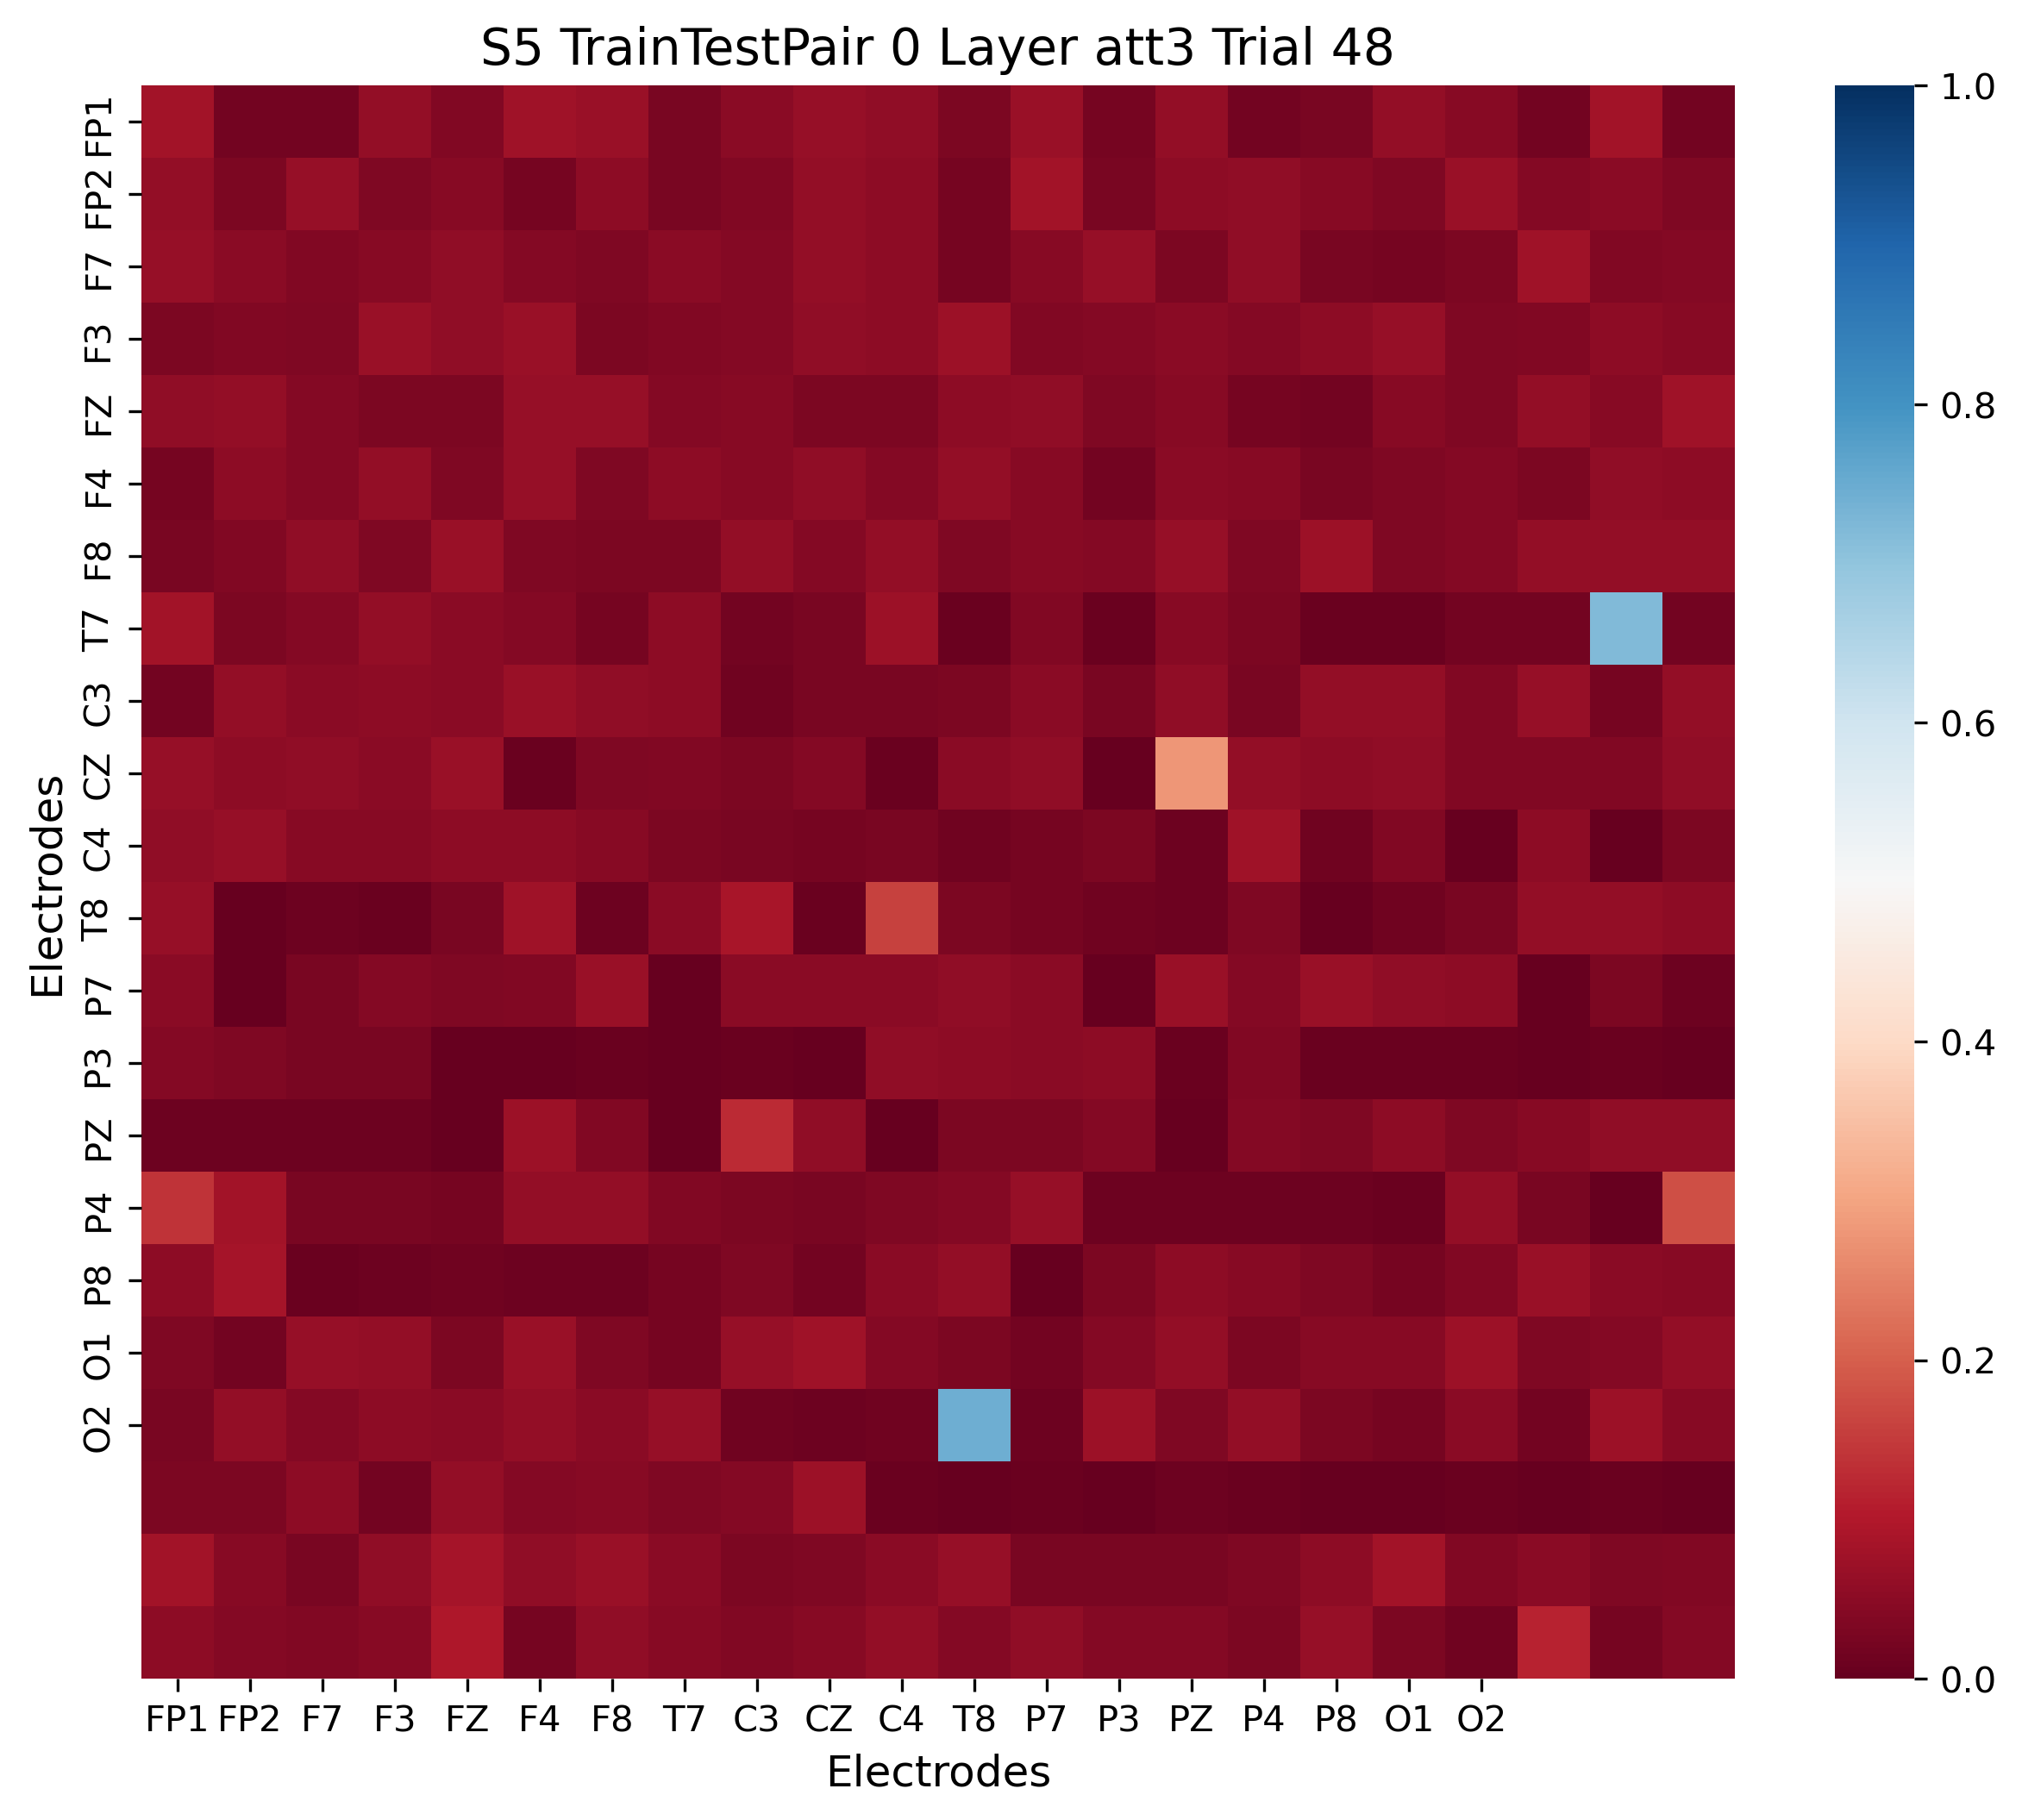 S5 TrainTestPair 0 Layer att3 Trial 48
Electrodes
FP1
FP2
F7
F3
FZ
F4
F8
T7
C3
CZ
C4
T8
P7
P3
PZ
P4
P8
O1
O2
FP1 FP2 F7 F3 FZ F4 F8 T7 C3 CZ C4 T8 P7 P3 PZ P4 P8 O1 O2
Electrodes
1.0
0.8
0.6
0.4
0.2
0.0